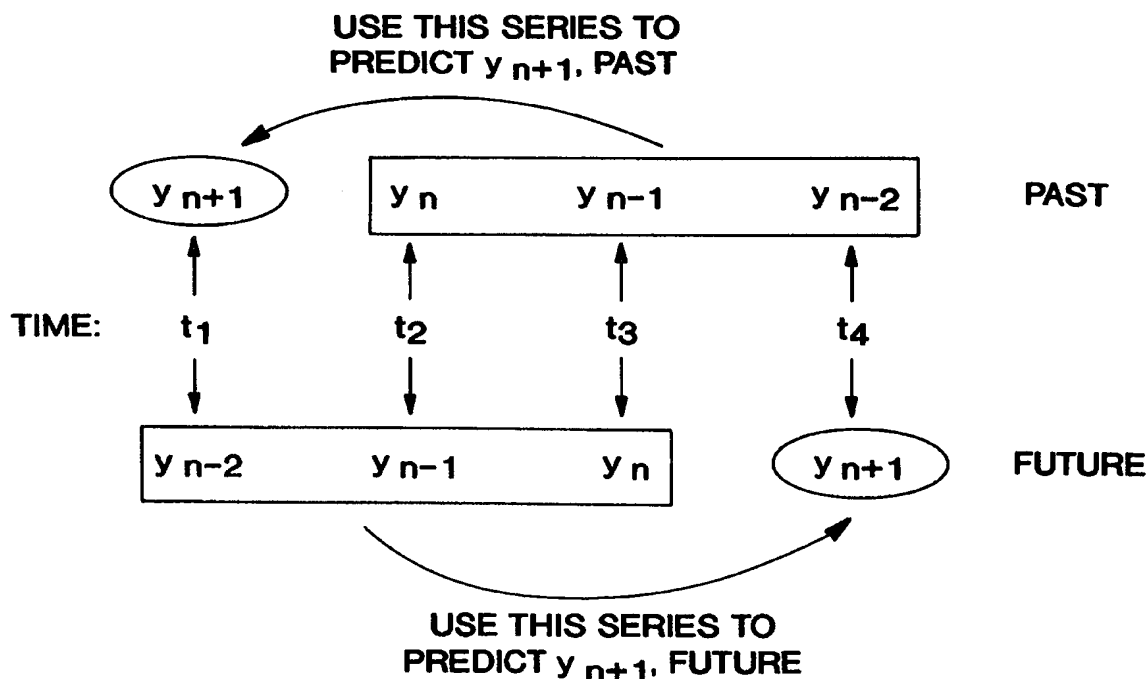 USE THIS SERIES TO
PREDICT y n+1, PAST
y n+1 y n y n-1 y n-2 PAST
TIME: t1 t2 t3 t4
y n-2 y n-1 y n y n+1 FUTURE
USE THIS SERIES TO
PREDICT y n+1, FUTURE